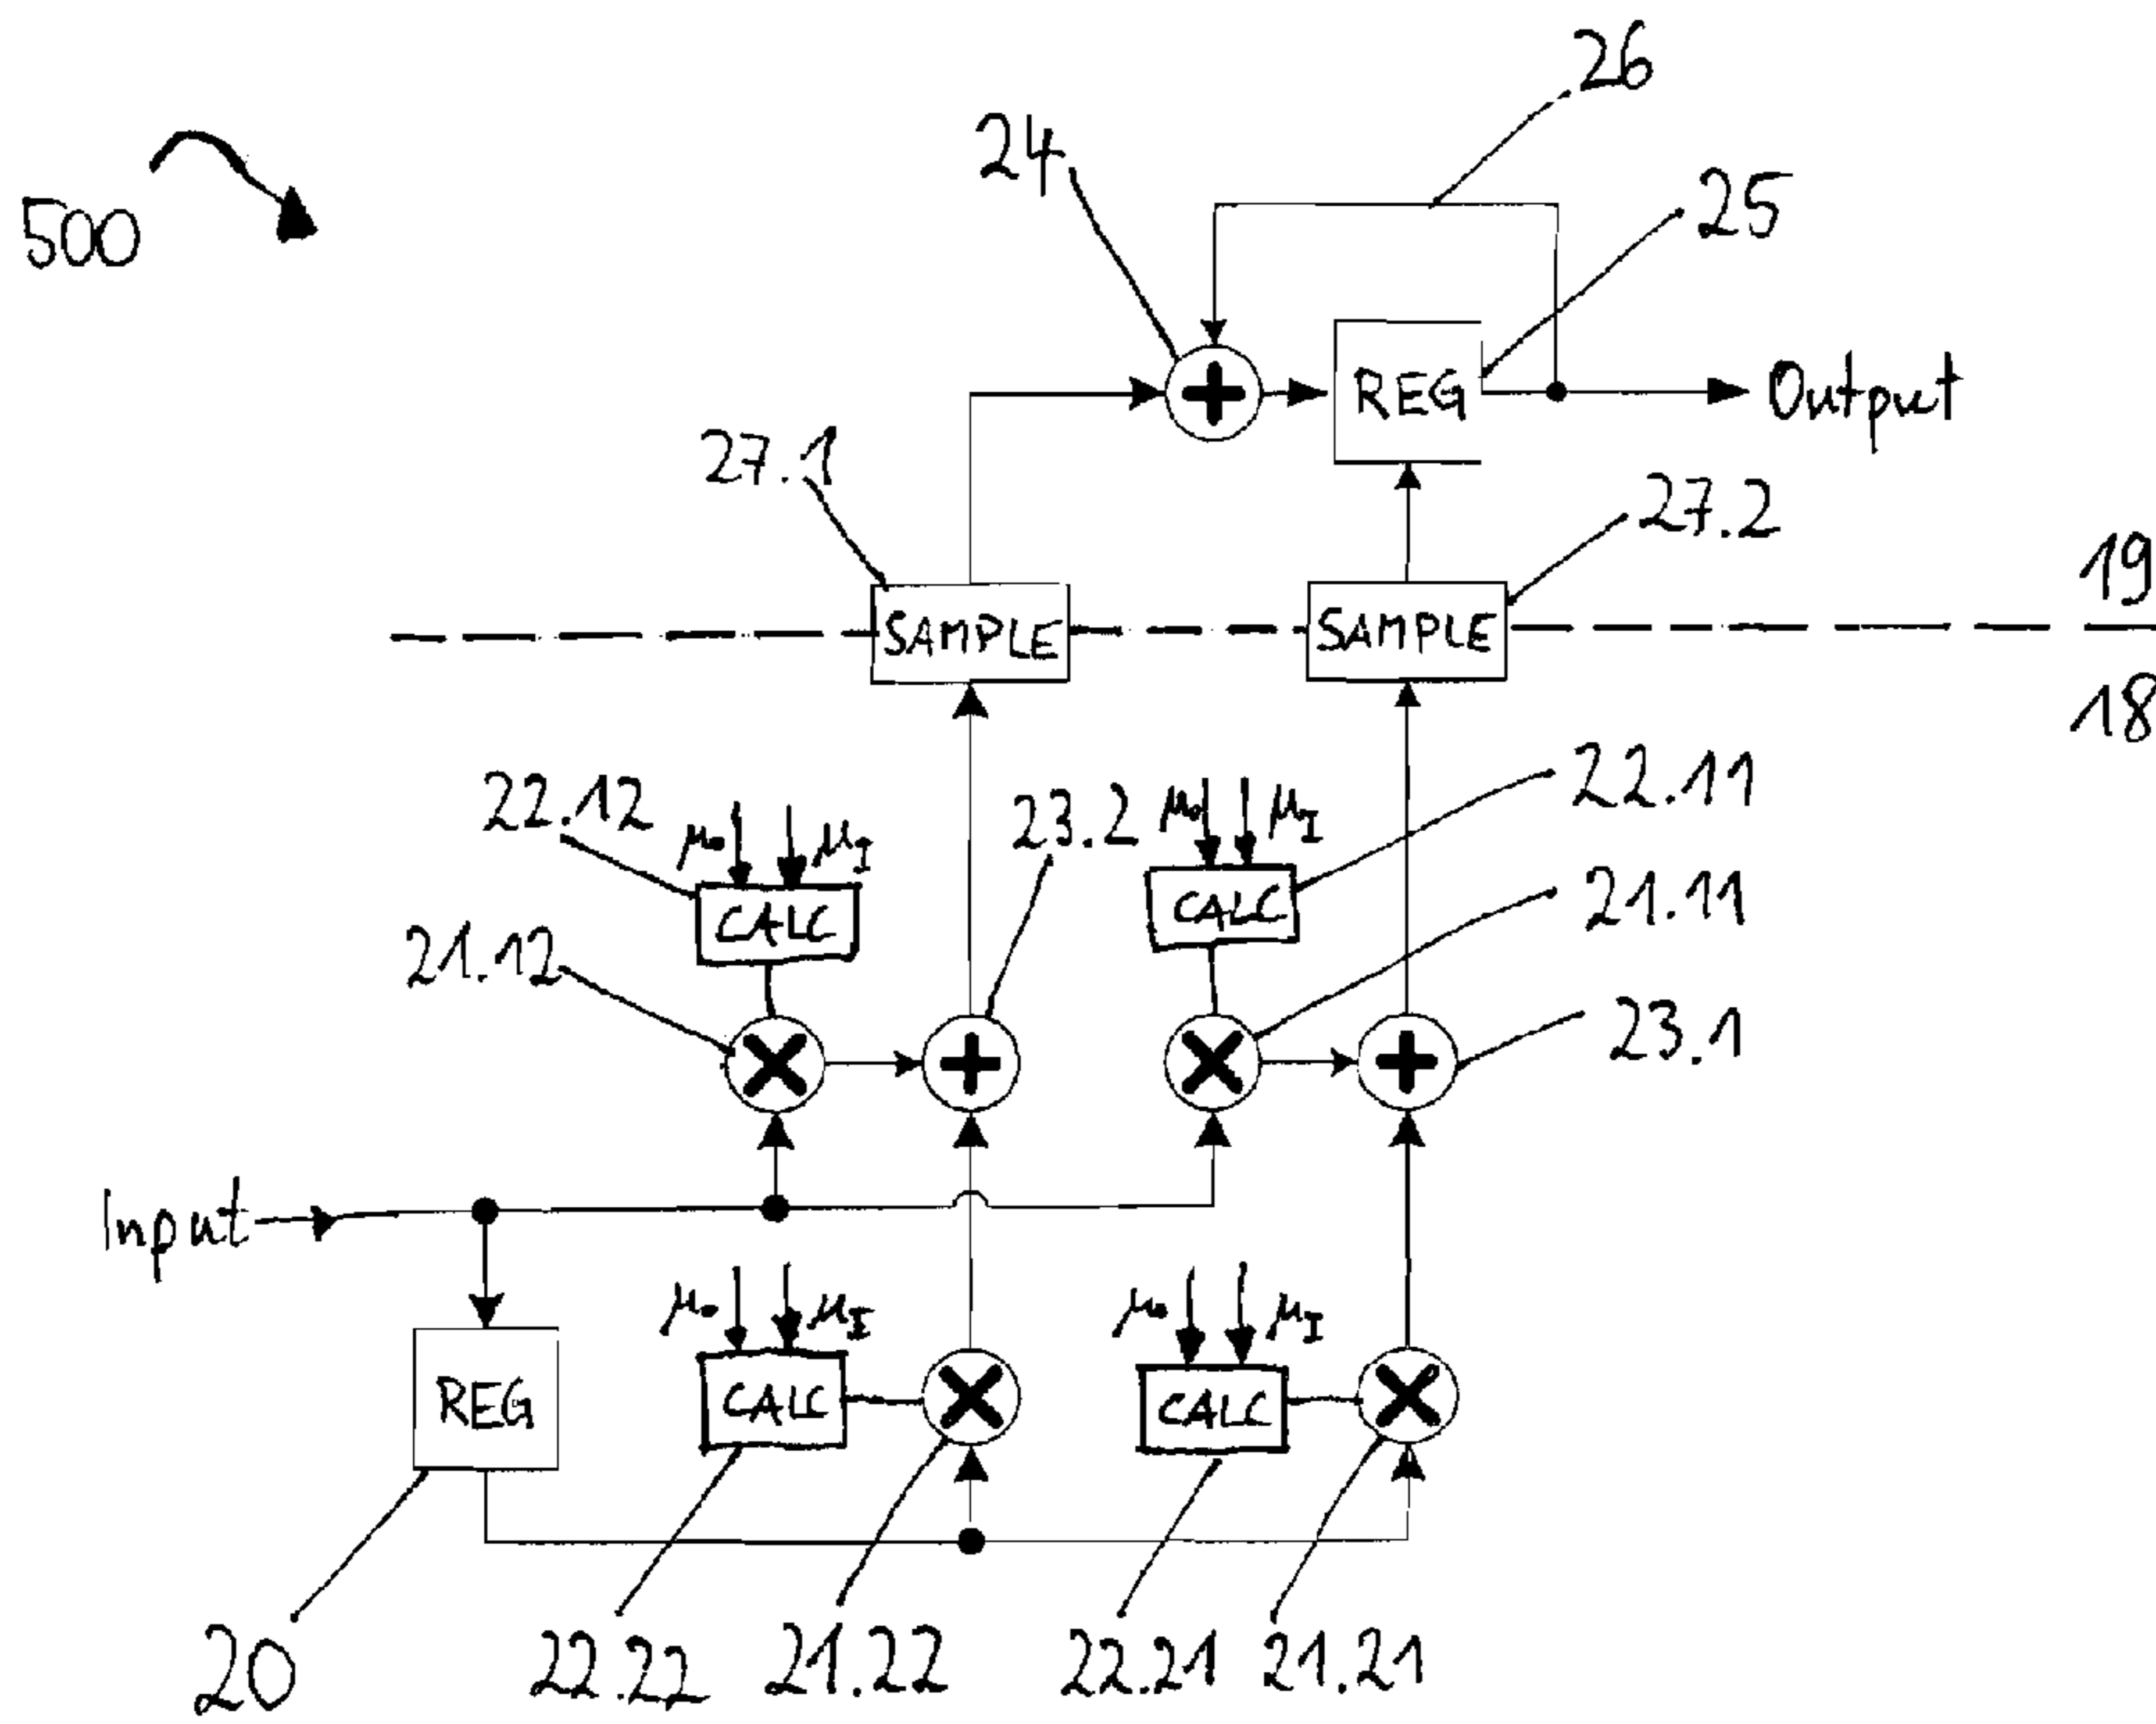 26
24
500
25
REG
Output
27.1
27.2
19
SAMPLE
SAMPLE
18
22.12
μ₀
μI
23.2
μ₀
μI
22.11
CALC
CALC
21.12
21.11
23.1
Input
μ₀
μI
μ₀
μI
REG
CALC
CALC
20
22.22
21.22
22.21
21.21